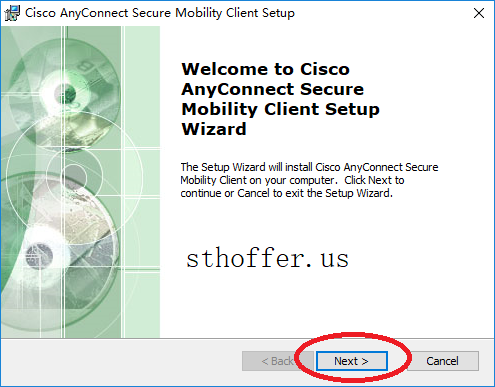 Cisco AnyConnect Secure Mobility Client Setup
Welcome to Cisco
AnyConnect Secure
Mobility Client Setup
Wizard
The Setup Wizard will install Cisco AnyConnect Secure
Mobility Client on your computer. Click Next to
continue or Cancel to exit the Setup Wizard.
sthoffer.us
< Back Next > Cancel